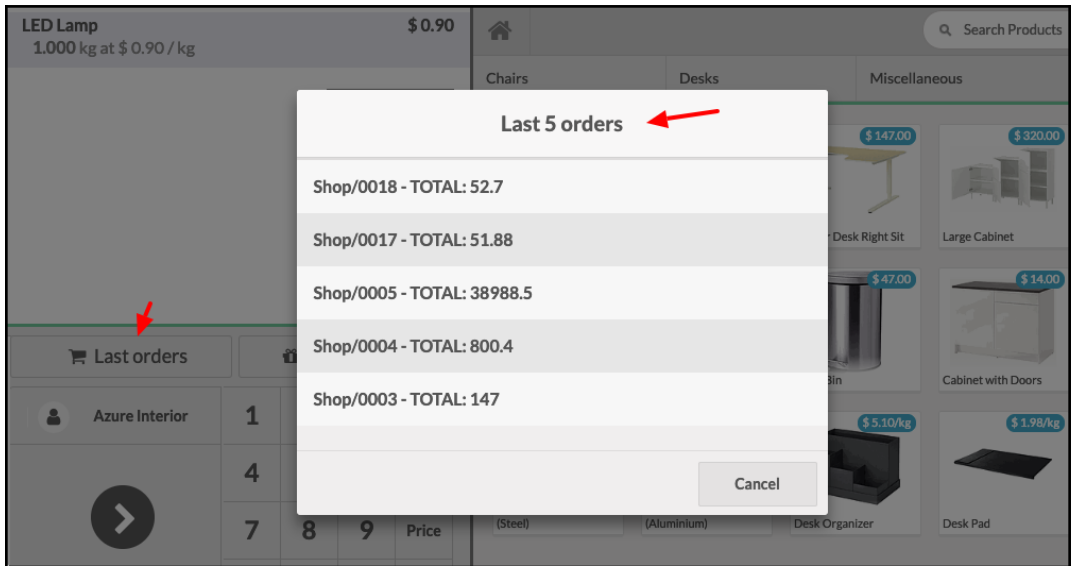 LED Lamp $ 0.90
1.000 kg at $ 0.90 / kg
Search Products
Chairs Desks Miscellaneous
Last 5 orders
Shop/0018 - TOTAL: 52.7
Shop/0017 - TOTAL: 51.88
Shop/0005 - TOTAL: 38988.5
Shop/0004 - TOTAL: 800.4
Shop/0003 - TOTAL: 147
Cancel
$ 147.00 $ 320.00
Desk Right Sit Large Cabinet
$ 47.00 $ 14.00
Bin Cabinet with Doors
$ 5.10/kg $ 1.98/kg
(Steel) (Aluminium) Desk Organizer Desk Pad
Last orders
Azure Interior 1
4
7 8 9 Price